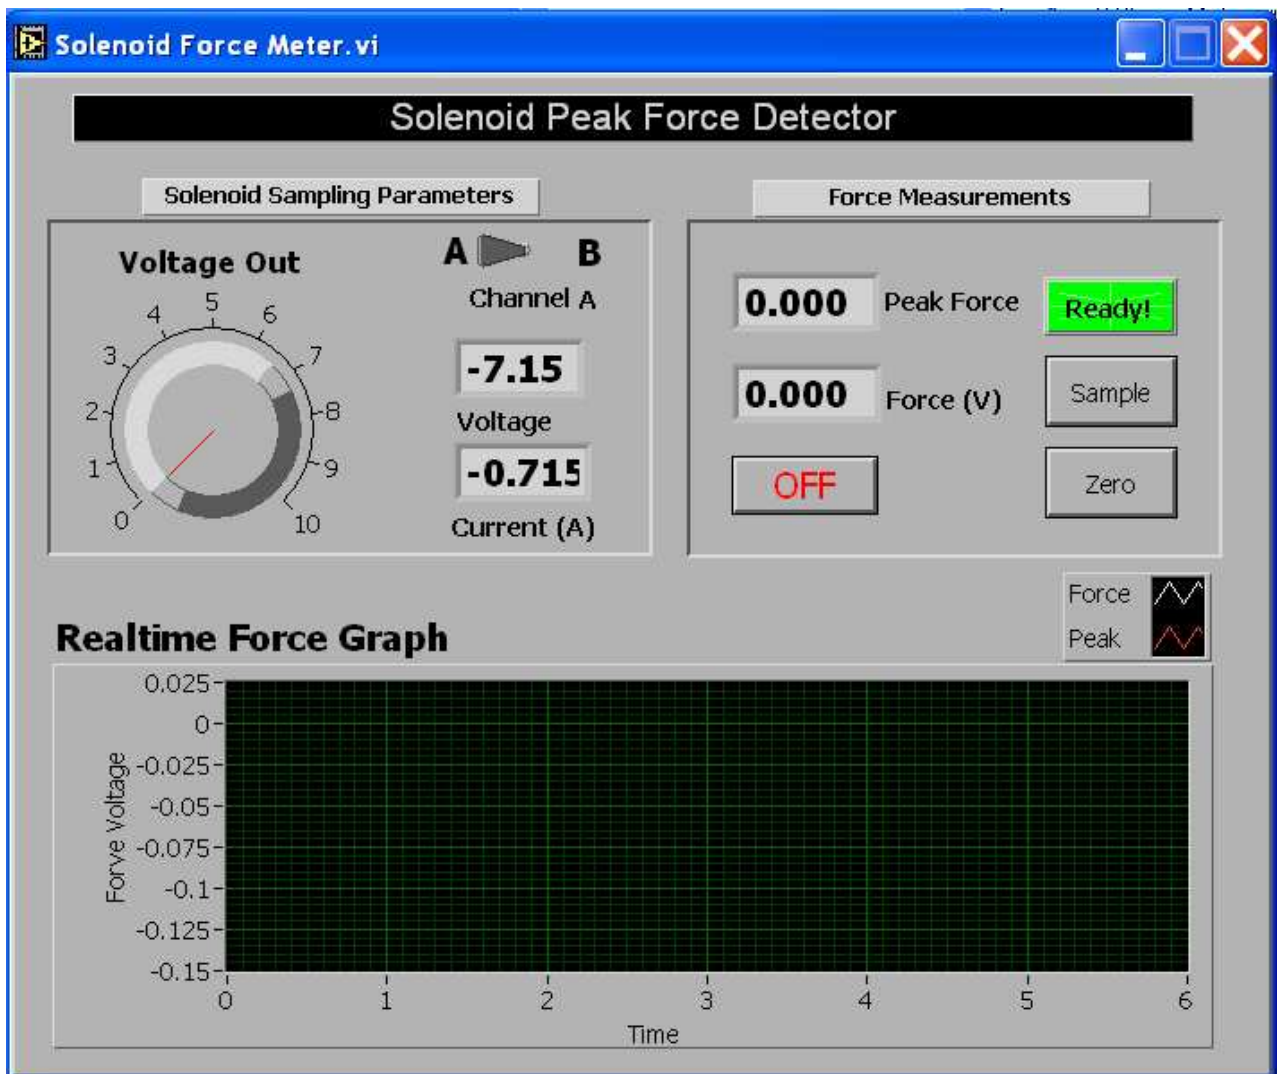 Solenoid Force Meter.vi
Solenoid Peak Force Detector
Solenoid Sampling Parameters
Voltage Out
0
1
2
3
4
5
6
7
8
9
10
A B
Channel A
-7.15
Voltage
-0.715
Current (A)
Force Measurements
0.000 Peak Force Ready!
0.000 Force (V) Sample
OFF Zero
Force
Peak
Realtime Force Graph
Forve Voltage
0.025
0
-0.025
-0.05
-0.075
-0.1
-0.125
-0.15
0 1 2 3 4 5 6
Time